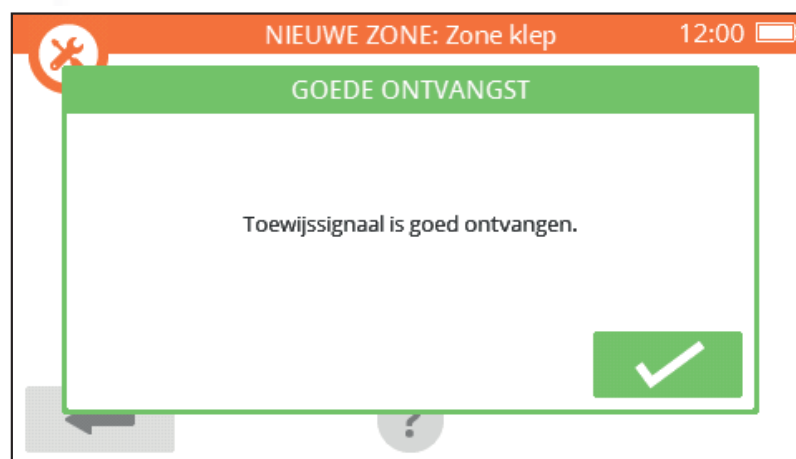 NIEUWE ZONE: Zone klep 12:00
GOEDE ONTVANGST
Toewijssignaal is goed ontvangen.
?